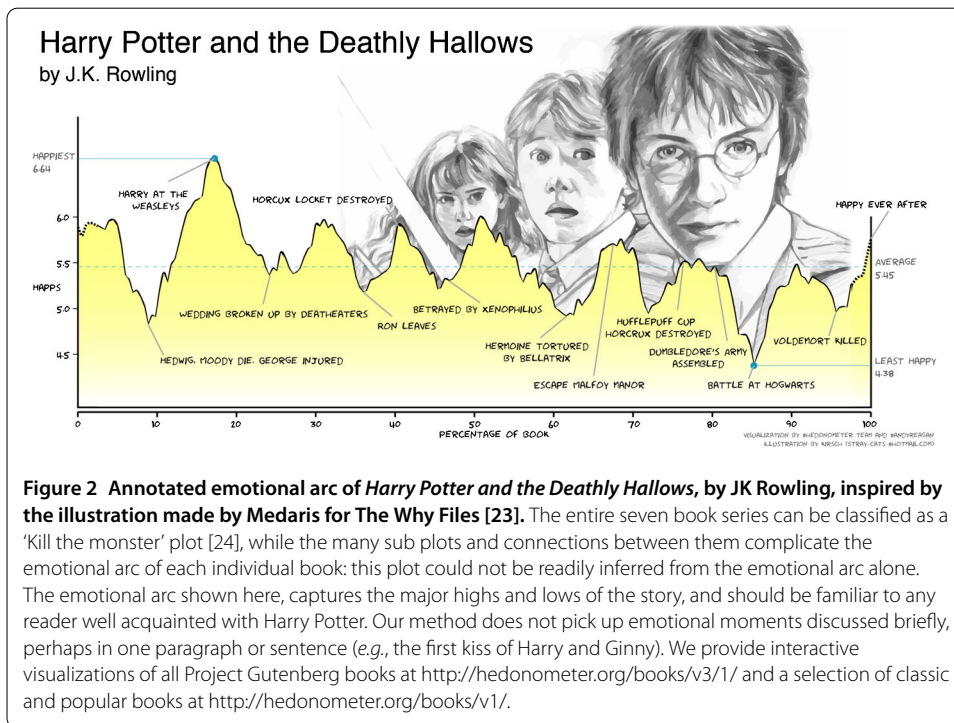 Harry Potter and the Deathly Hallows
by J.K. Rowling
HAPPIEST
6.64
HARRY AT THE
WEASLEYS
HORCUX LOCKET DESTROYED
HAPPY EVER AFTER
6.0
5.5
AVERAGE
5.45
HAPPS
5.0
WEDDING BROKEN UP BY DEATHEATERS
BETRAYED BY XENOPHILIUS
RON LEAVES
HUFFLEPUFF CUP
HORCRUX DESTROYED
VOLDEMORT KILLED
HERMOINE TORTURED
BY BELLATRIX
DUMBLEDORE'S ARMY
ASSEMBLED
4.5
HEDWIG, MOODY DIE. GEORGE INJURED
LEAST HAPPY
4.38
ESCAPE MALFOY MANOR
BATTLE AT HOGWARTS
0 10 20 30 40 50 60 70 80 90 100
PERCENTAGE OF BOOK
VISUALIZATION BY @HEDONOMETER TEAM AND @ANDYREAGAN
ILLUSTRATION BY NIRSCH (STRAY-CATS.@HOTMAIL.COM)
Figure 2 Annotated emotional arc of Harry Potter and the Deathly Hallows, by JK Rowling, inspired by
the illustration made by Medaris for The Why Files [23]. The entire seven book series can be classified as a
'Kill the monster' plot [24], while the many sub plots and connections between them complicate the
emotional arc of each individual book: this plot could not be readily inferred from the emotional arc alone.
The emotional arc shown here, captures the major highs and lows of the story, and should be familiar to any
reader well acquainted with Harry Potter. Our method does not pick up emotional moments discussed briefly,
perhaps in one paragraph or sentence (e.g., the first kiss of Harry and Ginny). We provide interactive
visualizations of all Project Gutenberg books at http://hedonometer.org/books/v3/1/ and a selection of classic
and popular books at http://hedonometer.org/books/v1/.